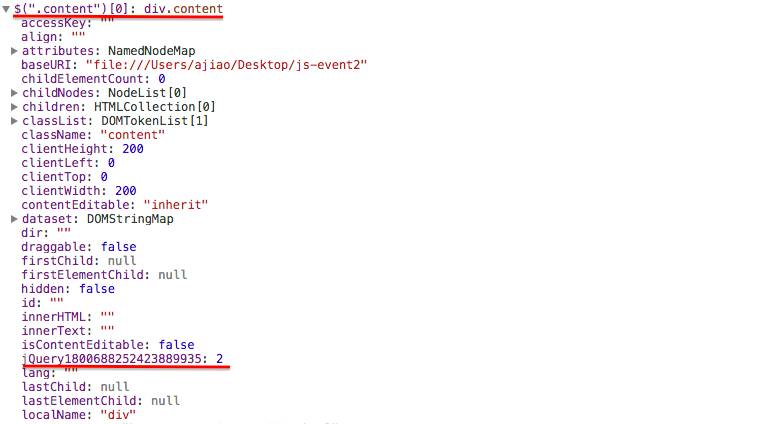 $(".content")[0]: div.content
accessKey: ""
align: ""
attributes: NamedNodeMap
baseURI: "file:///Users/ajiao/Desktop/js-event2"
childElementCount: 0
childNodes: NodeList[0]
children: HTMLCollection[0]
classList: DOMTokenList[1]
className: "content"
clientHeight: 200
clientLeft: 0
clientTop: 0
clientWidth: 200
contentEditable: "inherit"
dataset: DOMStringMap
dir: ""
draggable: false
firstChild: null
firstElementChild: null
hidden: false
id: ""
innerHTML: ""
innerText: ""
isContentEditable: false
jQuery1800688252423889935: 2
lang: ""
lastChild: null
lastElementChild: null
localName: "div"